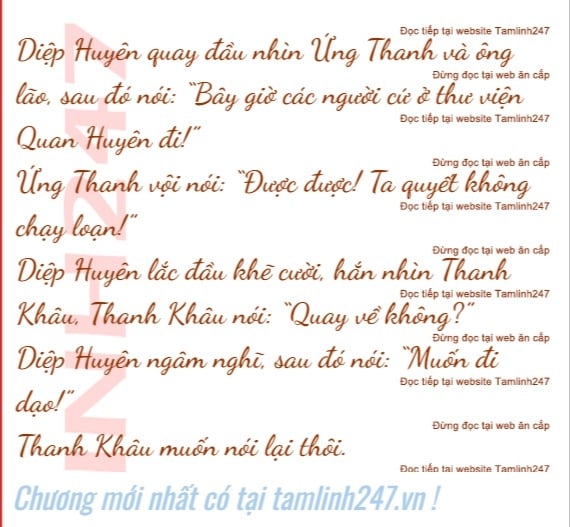 Đọc tiếp tại website Tamlinh247
Diệp Huyên quay đầu nhìn Ứng Thanh và ông
Đừng đọc tại web ăn cắp
lão, sau đó nói: “Bây giờ các người cứ ở thư viện
Đọc tiếp tại website Tamlinh247
Quan Huyên đi!”
Đừng đọc tại web ăn cắp
Ứng Thanh vội nói: “Được được! Ta quyết không
Đọc tiếp tại website Tamlinh247
chạy loạn!”
Đừng đọc tại web ăn cắp
Diệp Huyên lắc đầu khẽ cười, hắn nhìn Thanh
Đọc tiếp tại website Tamlinh247
Khâu, Thanh Khâu nói: “Quay về không?”
Đừng đọc tại web ăn cắp
Diệp Huyên ngâm nghĩ, sau đó nói: “Muốn đi
Đọc tiếp tại website Tamlinh247
dạo!”
Đừng đọc tại web ăn cắp
Thanh Khâu muốn nói lại thôi.
Đọc tiếp tại website Tamlinh247
INH247
Chương mới nhất có tại tamlinh247.vn !